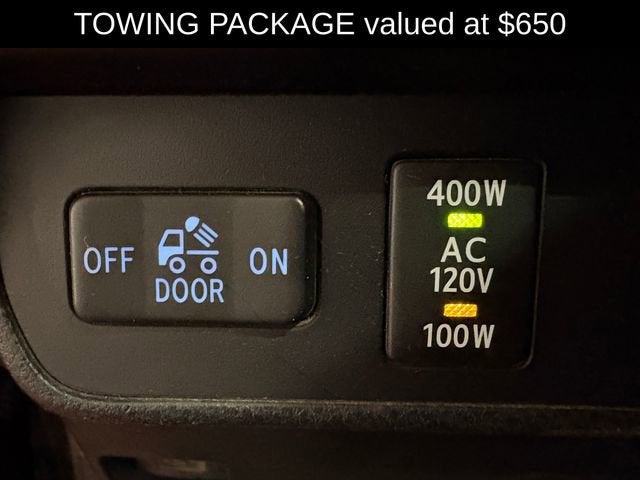 TOWING PACKAGE valued at $650
OFF
ON
DOOR
400W
AC
120V
100W